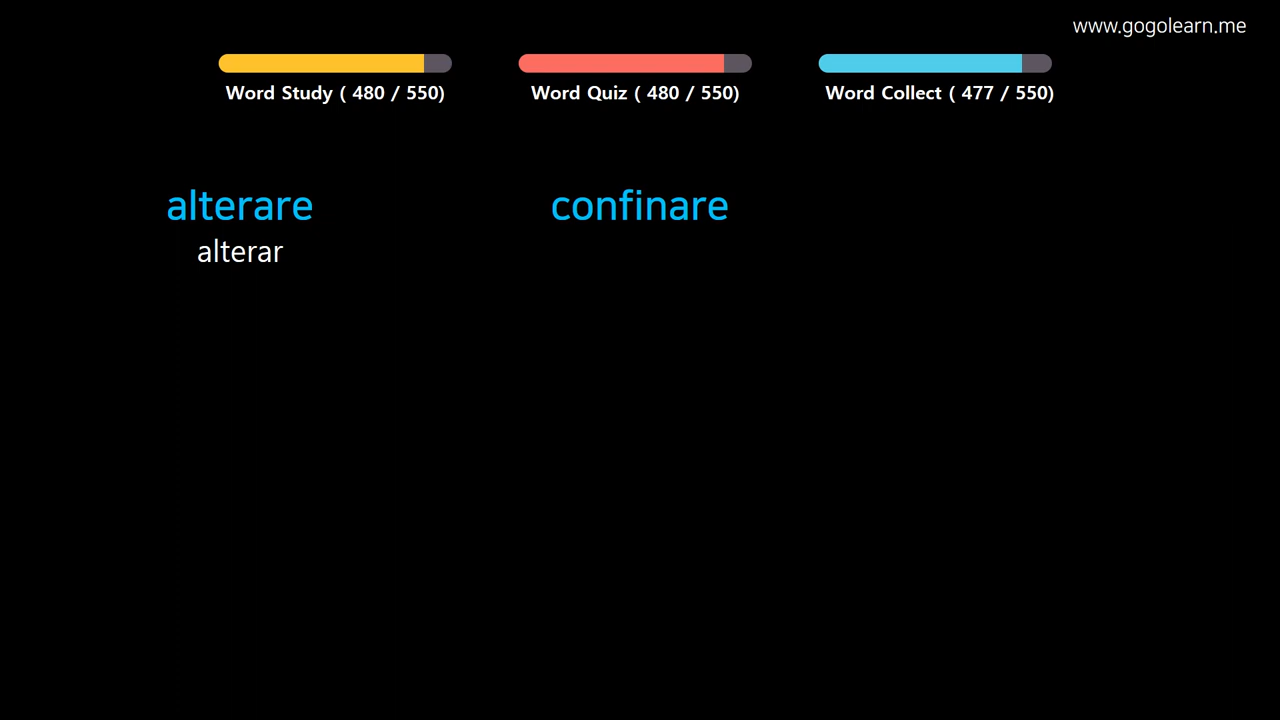 www.gogolearn.me
Word Study ( 480 / 550)
Word Quiz ( 480 / 550)
Word Collect ( 477 / 550)
alterare
confinare
alterar